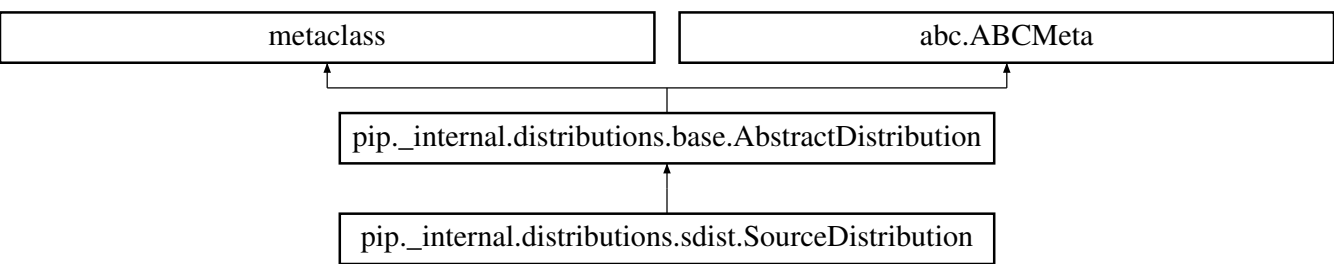 metaclass
abc.ABCMeta
pip._internal.distributions.base.AbstractDistribution
pip._internal.distributions.sdist.SourceDistribution